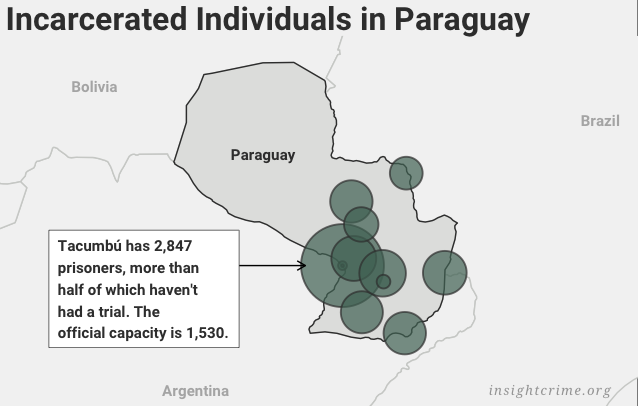 Incarcerated Individuals in Paraguay
Bolivia
Brazil
Paraguay
Tacumbú has 2,847
prisoners, more than
half of which haven't
had a trial. The
official capacity is 1,530.
Argentina
insightcrime.org